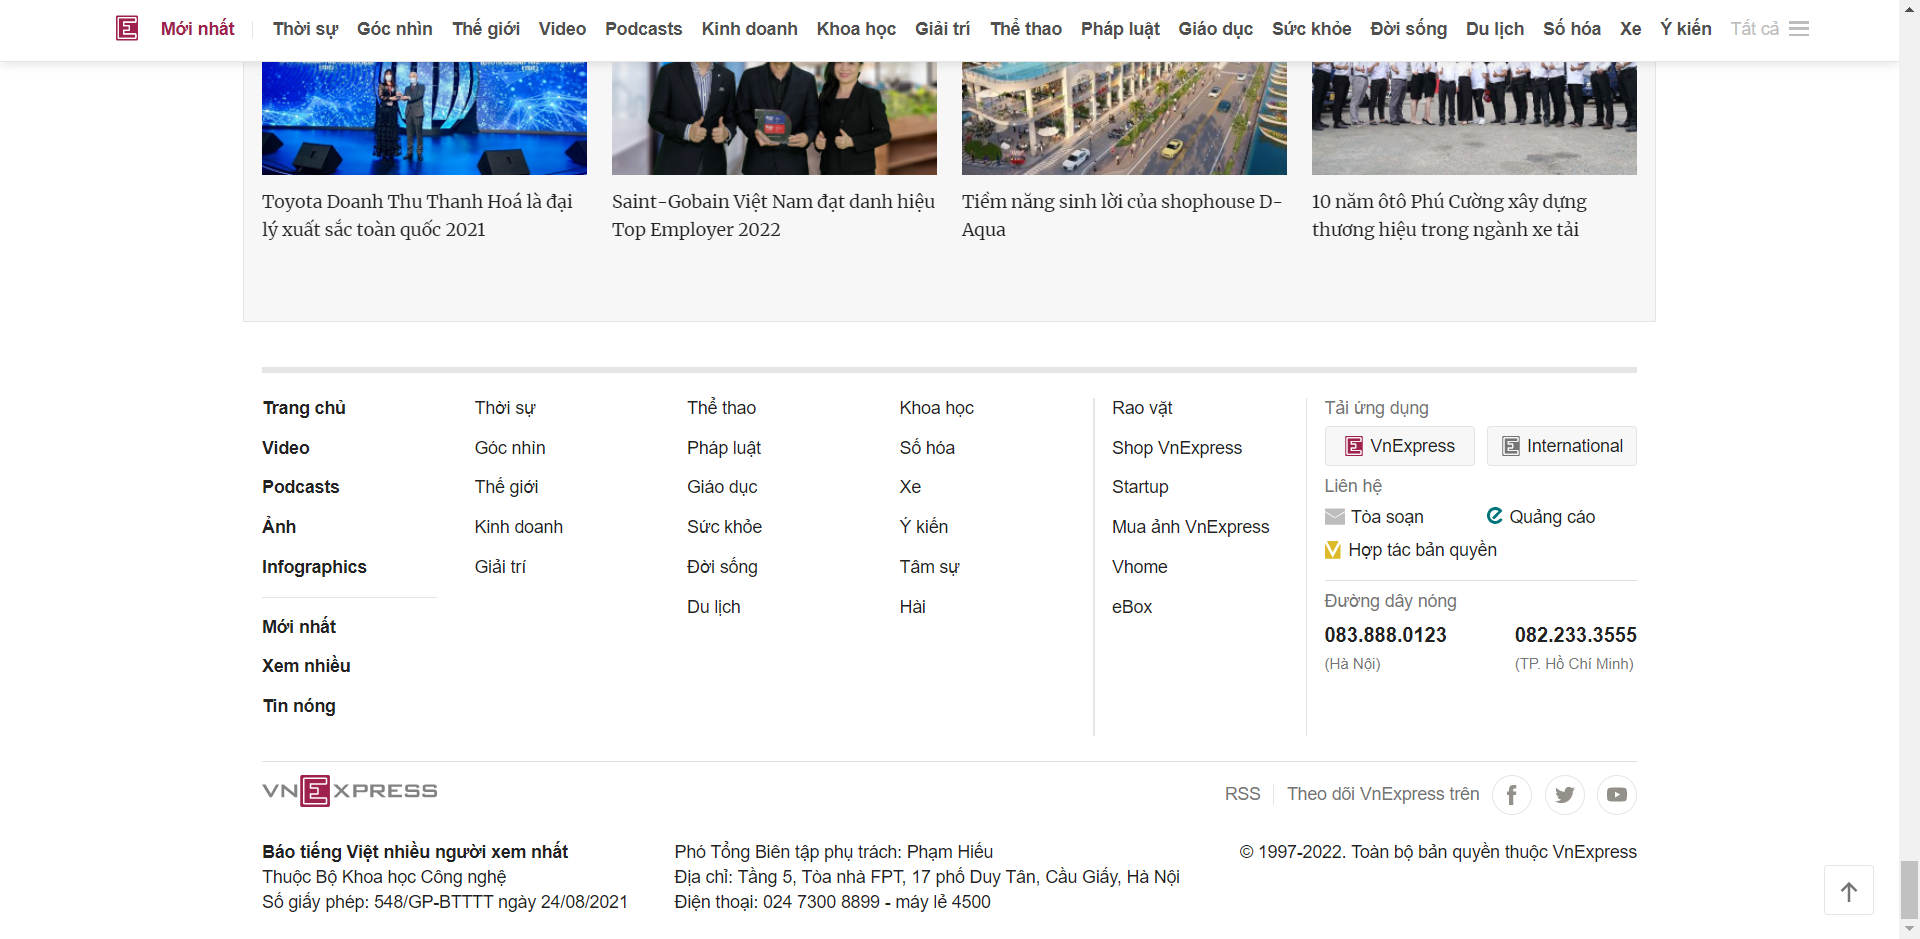 Mới nhất Thời sự Góc nhìn Thế giới Video Podcasts Kinh doanh Khoa học Giải trí Thể thao Pháp luật Giáo dục Sức khỏe Đời sống Du lịch Số hóa Xe Ý kiến Tất cả
Toyota Doanh Thu Thanh Hoá là đại
lý xuất sắc toàn quốc 2021
Saint-Gobain Việt Nam đạt danh hiệu
Top Employer 2022
Tiềm năng sinh lời của shophouse D-
Aqua
10 năm ôtô Phú Cường xây dựng
thương hiệu trong ngành xe tải
Trang chủ
Video
Podcasts
Ảnh
Infographics
Mới nhất
Xem nhiều
Tin nóng
Thời sự
Góc nhìn
Thế giới
Kinh doanh
Giải trí
Thể thao
Pháp luật
Giáo dục
Sức khỏe
Đời sống
Du lịch
Khoa học
Số hóa
Xe
Ý kiến
Tâm sự
Hài
Rao vặt
Shop VnExpress
Startup
Mua ảnh VnExpress
Vhome
eBox
Tải ứng dụng
VnExpress International
Liên hệ
Tòa soạn Quảng cáo
Hợp tác bản quyền
Đường dây nóng
083.888.0123 082.233.3555
(Hà Nội) (TP. Hồ Chí Minh)
VNEXPRESS
RSS Theo dõi VnExpress trên
Báo tiếng Việt nhiều người xem nhất
Thuộc Bộ Khoa học Công nghệ
Số giấy phép: 548/GP-BTTTT ngày 24/08/2021
Phó Tổng Biên tập phụ trách: Phạm Hiếu
Địa chỉ: Tầng 5, Tòa nhà FPT, 17 phố Duy Tân, Cầu Giấy, Hà Nội
Điện thoại: 024 7300 8899 - máy lẻ 4500
© 1997-2022. Toàn bộ bản quyền thuộc VnExpress